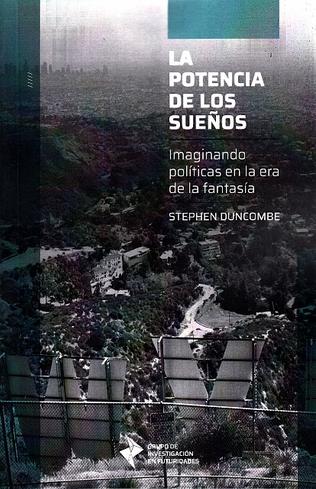 LA
POTENCIA
DE LOS
SUEÑOS
Imaginando
políticas en la era
de la fantasía
STEPHEN DUNCOMBE
GRUPO DE
INVESTIGACIÓN
EN FUTURIDADES